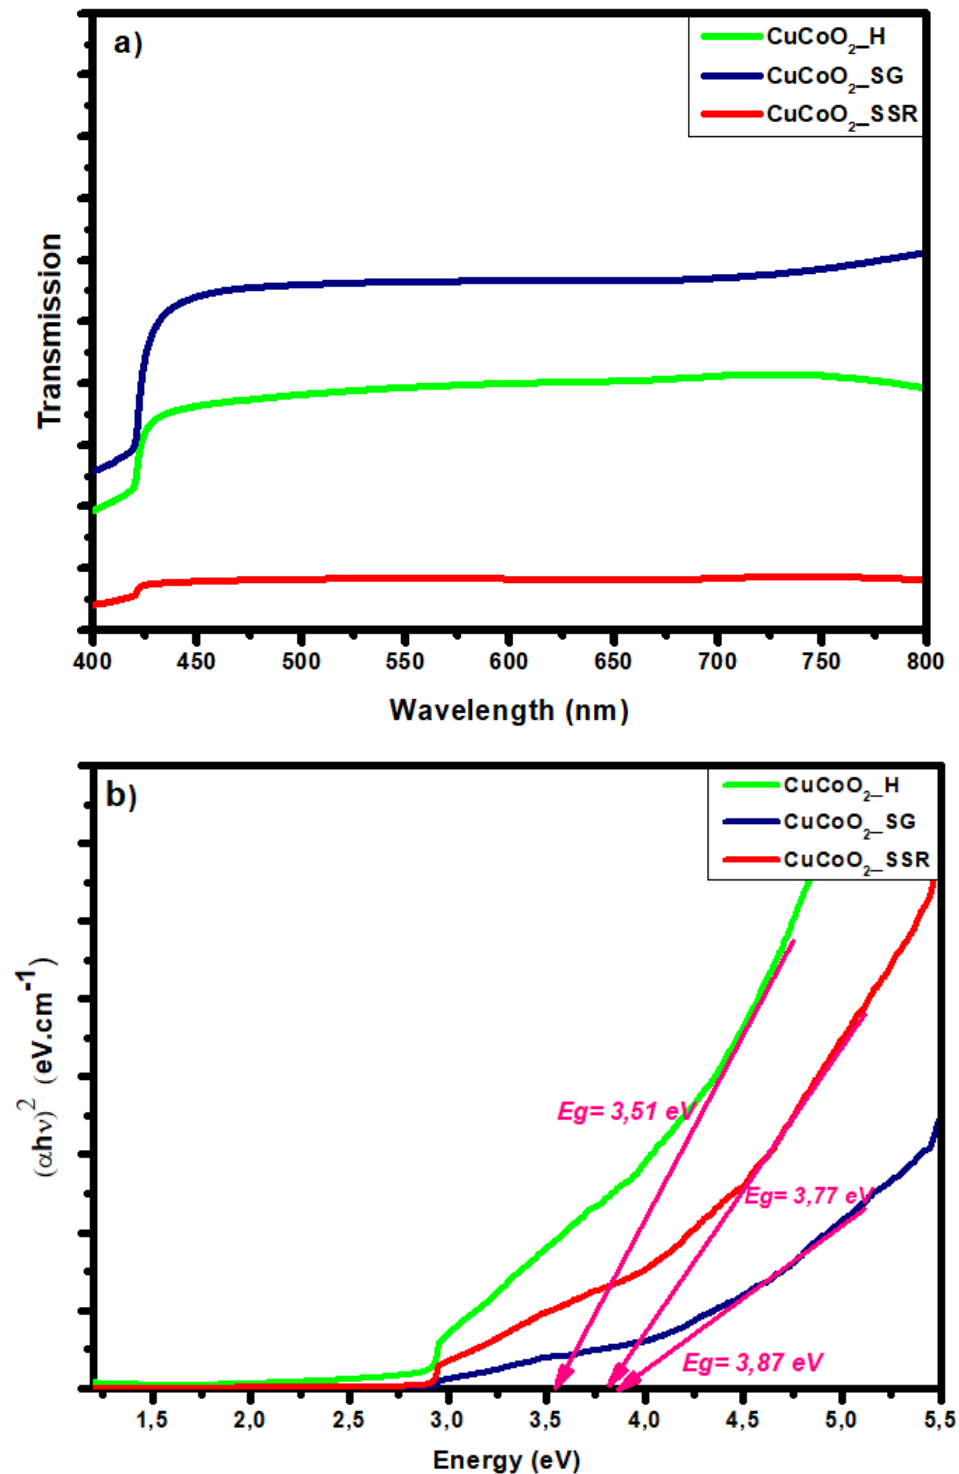 a)
CuCoO₂_H
CuCoO₂_SG
CuCoO₂_SSR
Transmission
400 450 500 550 600 650 700 750 800
Wavelength (nm)
b)
CuCoO₂_H
CuCoO₂_SG
CuCoO₂_SSR
(αhν)² (eV.cm⁻¹)
Eg= 3,51 eV
Eg= 3,77 eV
Eg= 3,87 eV
1,5 2,0 2,5 3,0 3,5 4,0 4,5 5,0 5,5
Energy (eV)